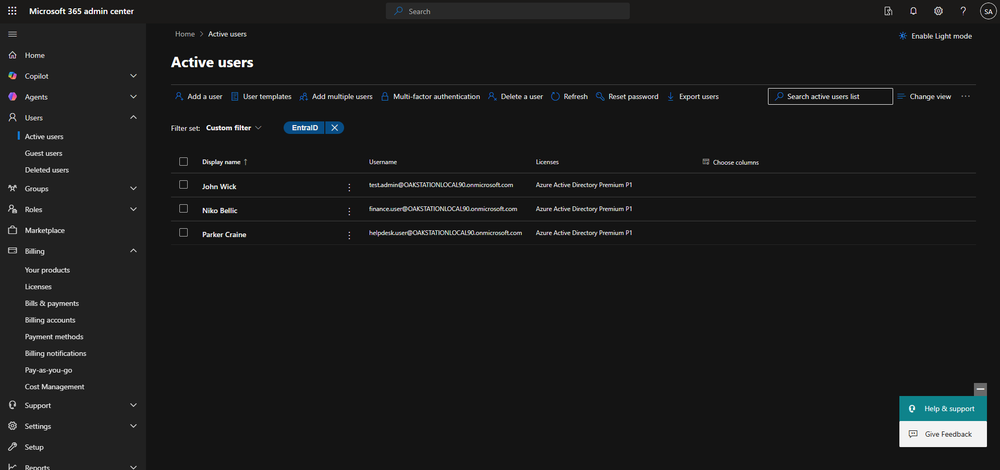 Microsoft 365 admin center
Search
SA
Home > Active users
Enable Light mode
Home
Copilot
Agents
Users
Active users
Guest users
Deleted users
Groups
Roles
Marketplace
Billing
Your products
Licenses
Bills & payments
Billing accounts
Payment methods
Billing notifications
Pay-as-you-go
Cost Management
Support
Settings
Setup
Reports
Active users
Add a user User templates Add multiple users Multi-factor authentication Delete a user Refresh Reset password Export users Search active users list Change view
Filter set: Custom filter EntraID
Display name ↑ Username Licenses Choose columns
John Wick test.admin@OAKSTATIONLOCAL90.onmicrosoft.com Azure Active Directory Premium P1
Niko Bellic finance.user@OAKSTATIONLOCAL90.onmicrosoft.com Azure Active Directory Premium P1
Parker Craine helpdesk.user@OAKSTATIONLOCAL90.onmicrosoft.com Azure Active Directory Premium P1
Help & support
Give Feedback